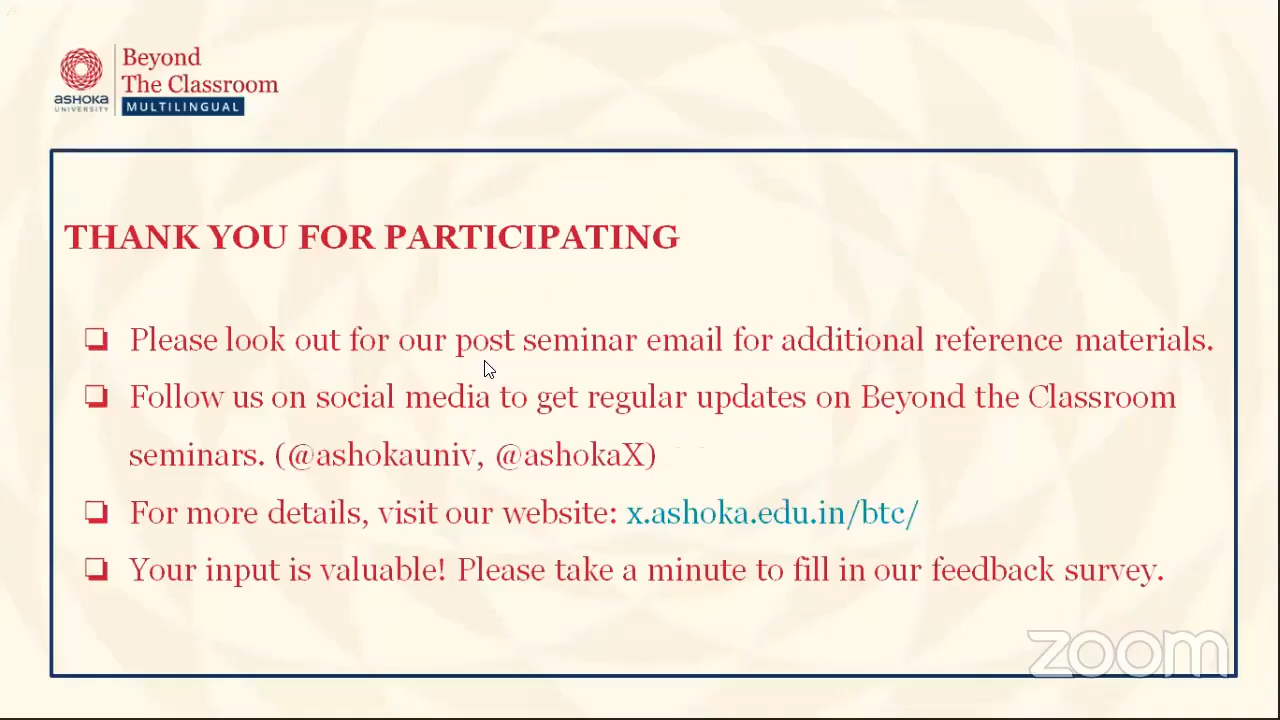 Beyond
The Classroom
ASHOKA
UNIVERSITY
MULTILINGUAL
THANK YOU FOR PARTICIPATING
Please look out for our post seminar email for additional reference materials.
Follow us on social media to get regular updates on Beyond the Classroom
seminars. (@ashokauniv, @ashokaX)
For more details, visit our website: x.ashoka.edu.in/btc/
Your input is valuable! Please take a minute to fill in our feedback survey.
zoom